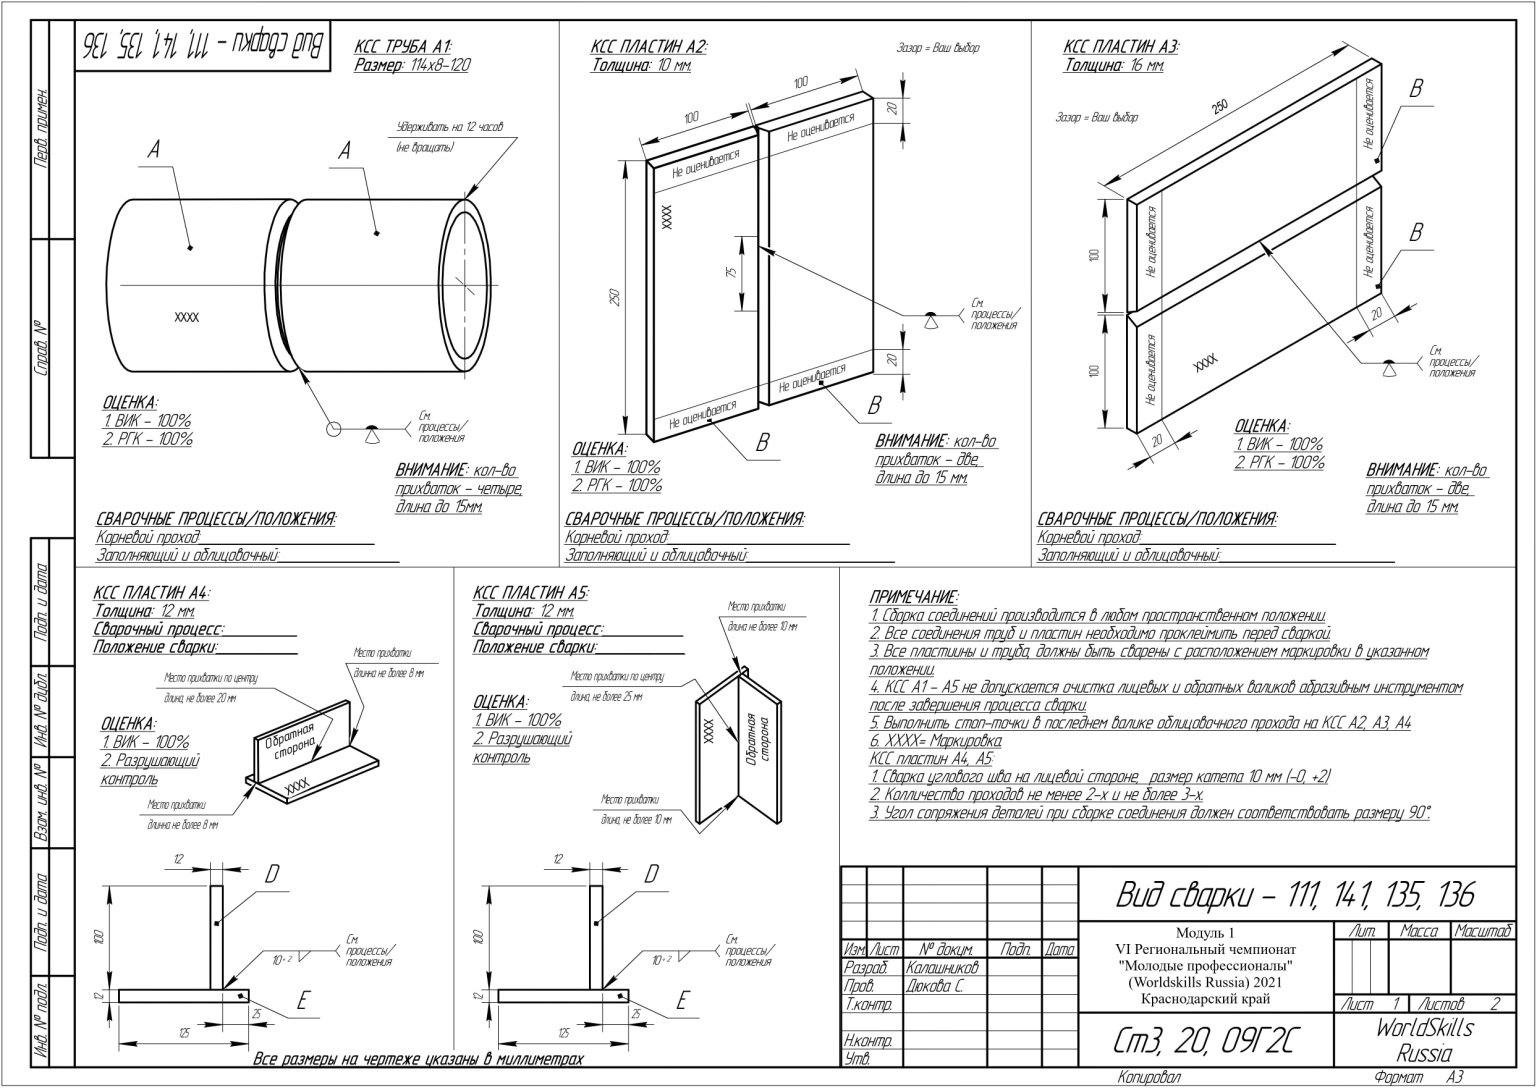 Вид сварки - 111, 141, 135, 136
КСС ТРУБА А1:
Размер: 114х8-120
Удерживать на 12 часов
(не вращать)
А
А
XXXX
ОЦЕНКА:
1. ВИК - 100%
2. РГК - 100%
См.
процессы/
положения
ВНИМАНИЕ: кол-во
прихваток - четыре,
длина до 15мм.
СВАРОЧНЫЕ ПРОЦЕССЫ/ПОЛОЖЕНИЯ:
Корневой проход:
Заполняющий и облицовочный:
КСС ПЛАСТИН А2:
Толщина: 10 мм.
Зазор = Ваш выбор
100
100
20
Не оценивается
Не оценивается
XXXX
250
75
См.
процессы/
положения
20
Не оценивается
Не оценивается
В
В
ОЦЕНКА:
1. ВИК - 100%
2. РГК - 100%
ВНИМАНИЕ: кол-во
прихваток - две,
длина до 15 мм.
СВАРОЧНЫЕ ПРОЦЕССЫ/ПОЛОЖЕНИЯ:
Корневой проход:
Заполняющий и облицовочный:
КСС ПЛАСТИН А3:
Толщина: 16 мм.
Зазор = Ваш выбор
250
В
Не оценивается
Не оценивается
100
В
Не оценивается
Не оценивается
100
20
20
XXXX
См.
процессы/
положения
ОЦЕНКА:
1. ВИК - 100%
2. РГК - 100%
ВНИМАНИЕ: кол-во
прихваток - две,
длина до 15 мм.
СВАРОЧНЫЕ ПРОЦЕССЫ/ПОЛОЖЕНИЯ:
Корневой проход:
Заполняющий и облицовочный:
КСС ПЛАСТИН А4:
Толщина: 12 мм.
Сварочный процесс:
Положение сварки:
Место прихватки
длинна не более 8 мм
Место прихватки по центру
длина, не более 20 мм
ОЦЕНКА:
1. ВИК - 100%
2. Разрушающий
контроль
Обратная
сторона
XXXX
Место прихватки
длинна не более 8 мм
12
D
100
10+2
См.
процессы/
положения
12
E
25
125
КСС ПЛАСТИН А5:
Толщина: 12 мм.
Сварочный процесс:
Положение сварки:
Место прихватки
длина не более 10 мм
Место прихватки по центру
длина, не более 25 мм
ОЦЕНКА:
1. ВИК - 100%
2. Разрушающий
контроль
XXXX
Обратная
сторона
Место прихватки
длина, не более 10 мм
12
D
100
10+2
См.
процессы/
положения
12
E
25
125
Все размеры на чертеже указаны в миллиметрах
ПРИМЕЧАНИЕ:
1. Сборка соединений производится в любом пространственном положении.
2. Все соединения труб и пластин необходимо проклеймить перед сваркой.
3. Все пластиины и труба, должны быть сварены с расположением маркировки в указанном
положении.
4. КСС А1 - А5 не допускается очистка лицевых и обратных валиков абразивным инструментом
после завершения процесса сварки.
5. Выполнить стоп-точки в последнем валике облицовочного прохода на КСС А2, А3, А4
6. XXXX= Маркировка
КСС пластин А4, А5:
1. Сварка углового шва на лицевой стороне, размер катета 10 мм (-0, +2)
2. Колличество проходов не менее 2-х и не более 3-х.
3. Угол сопряжения деталей при сборке соединения должен соответствовать размеру 90°.
Вид сварки - 111, 141, 135, 136
Модуль 1
VI Региональный чемпионат
"Молодые профессионалы"
(Worldskills Russia) 2021
Краснодарский край
Лит. Масса Масштаб
Изм. Лист № докум. Подп. Дата
Разраб. Калашников
Пров. Дюкова С.
Т.контр.
Н.контр.
Утв.
Лист 1 Листов 2
Ст3, 20, 09Г2С
WorldSkills
Russia
Копировал Формат А3
Перв. примен.
Справ. №
Подп. и дата
Инв. № дубл.
Взам. инв. №
Подп. и дата
Инв. № подл.